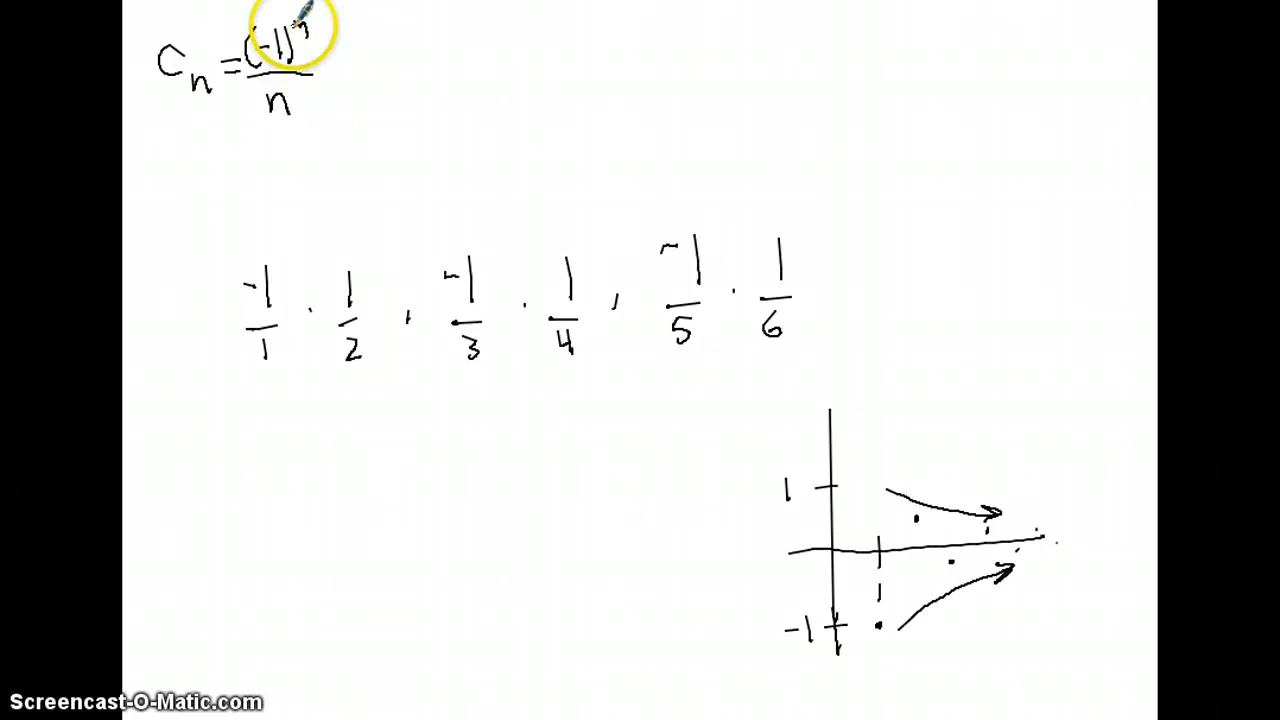 Cₙ = (-1)ⁿ / n
-1/1 . 1/2 , -1/3 . 1/4 , -1/5 . 1/6
1
-1
Screencast-O-Matic.com